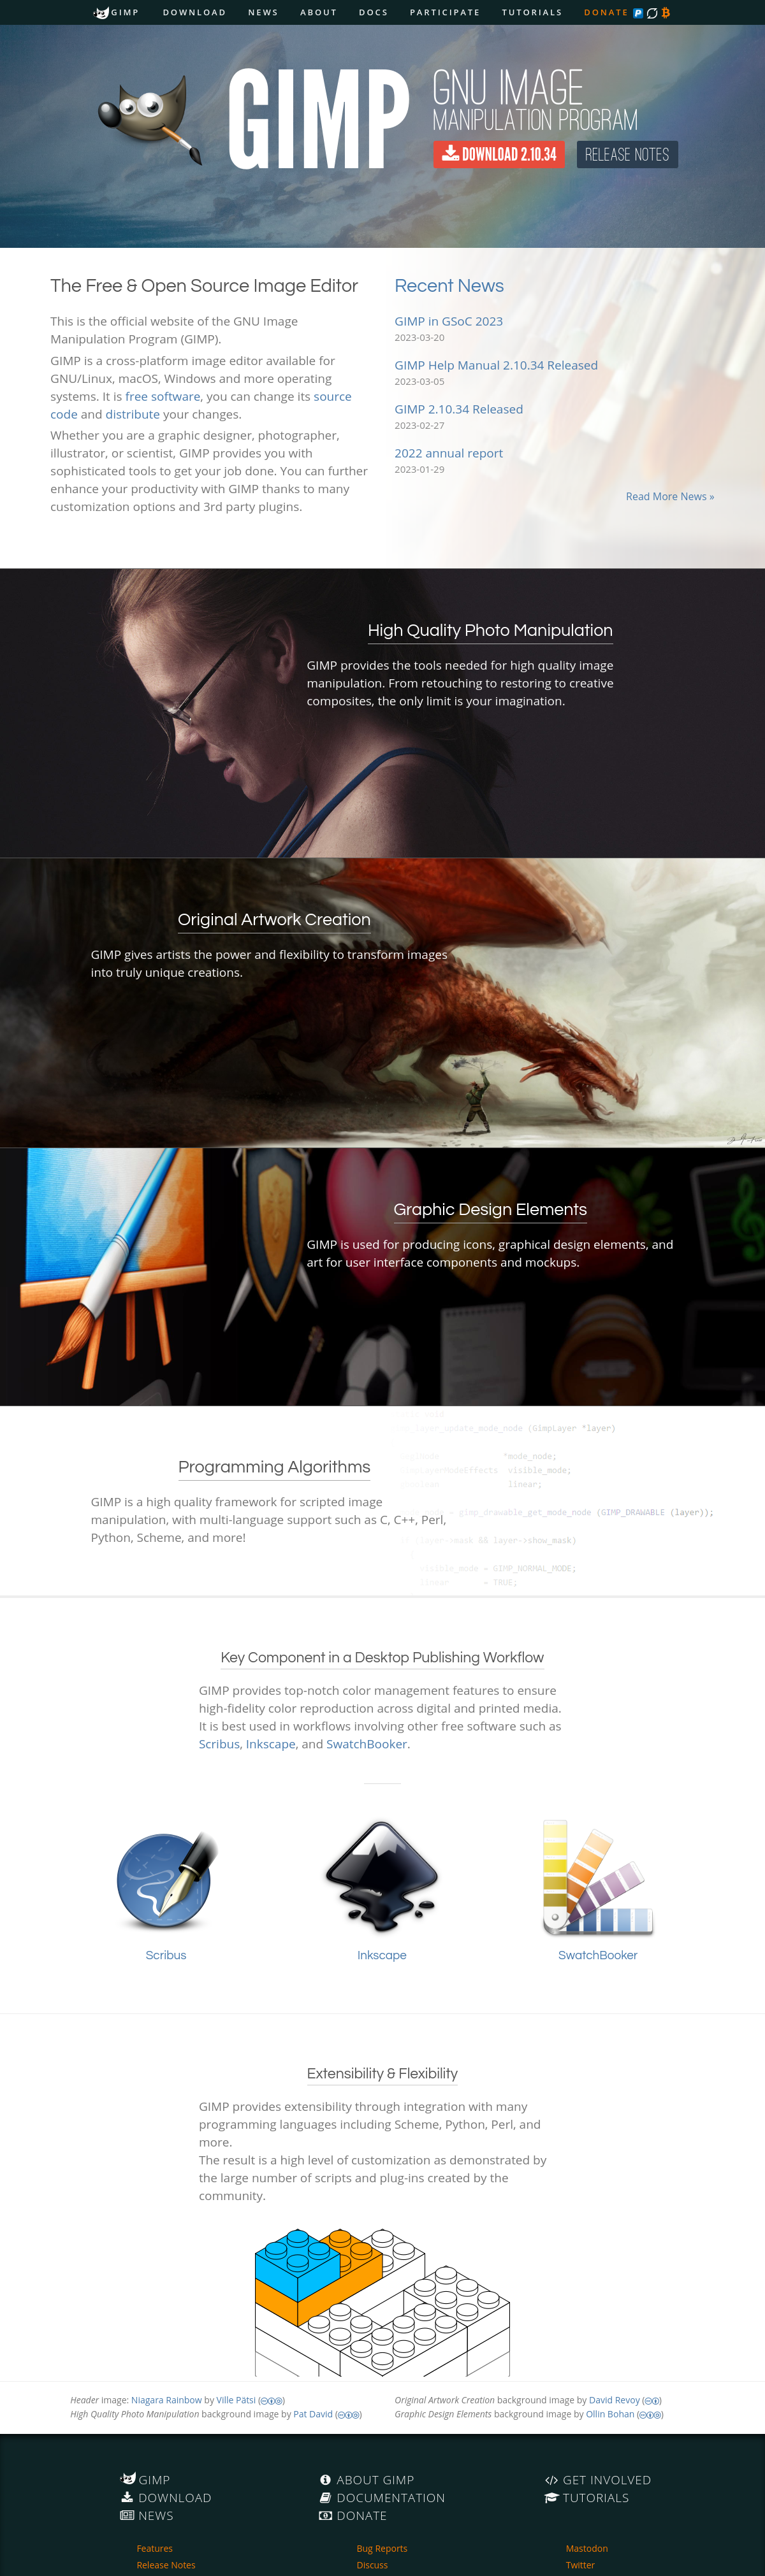 GIMP DOWNLOAD NEWS ABOUT DOCS PARTICIPATE TUTORIALS DONATE
GIMP
GNU IMAGE
MANIPULATION PROGRAM
DOWNLOAD 2.10.34
RELEASE NOTES
The Free & Open Source Image Editor
This is the official website of the GNU Image
Manipulation Program (GIMP).
GIMP is a cross-platform image editor available for
GNU/Linux, macOS, Windows and more operating
systems. It is free software, you can change its source
code and distribute your changes.
Whether you are a graphic designer, photographer,
illustrator, or scientist, GIMP provides you with
sophisticated tools to get your job done. You can further
enhance your productivity with GIMP thanks to many
customization options and 3rd party plugins.
Recent News
GIMP in GSoC 2023
2023-03-20
GIMP Help Manual 2.10.34 Released
2023-03-05
GIMP 2.10.34 Released
2023-02-27
2022 annual report
2023-01-29
Read More News »
High Quality Photo Manipulation
GIMP provides the tools needed for high quality image
manipulation. From retouching to restoring to creative
composites, the only limit is your imagination.
Original Artwork Creation
GIMP gives artists the power and flexibility to transform images
into truly unique creations.
Graphic Design Elements
GIMP is used for producing icons, graphical design elements, and
art for user interface components and mockups.
Programming Algorithms
GIMP is a high quality framework for scripted image
manipulation, with multi-language support such as C, C++, Perl,
Python, Scheme, and more!
update_mode_node (GimpLayer *layer)
*mode_node;
visible_mode;
linear;
= gimp_drawable_get_mode_node (GIMP_DRAWABLE (layer));
layer->mask && layer->show_mask)
visible_mode = GIMP_NORMAL_MODE;
linear = TRUE;
Key Component in a Desktop Publishing Workflow
GIMP provides top-notch color management features to ensure
high-fidelity color reproduction across digital and printed media.
It is best used in workflows involving other free software such as
Scribus, Inkscape, and SwatchBooker.
Scribus
Inkscape
SwatchBooker
Extensibility & Flexibility
GIMP provides extensibility through integration with many
programming languages including Scheme, Python, Perl, and
more.
The result is a high level of customization as demonstrated by
the large number of scripts and plug-ins created by the
community.
Header image: Niagara Rainbow by Ville Pätsi
High Quality Photo Manipulation background image by Pat David
Original Artwork Creation background image by David Revoy
Graphic Design Elements background image by Ollin Bohan
GIMP
DOWNLOAD
NEWS
ABOUT GIMP
DOCUMENTATION
DONATE
GET INVOLVED
TUTORIALS
Features
Release Notes
Bug Reports
Discuss
Mastodon
Twitter